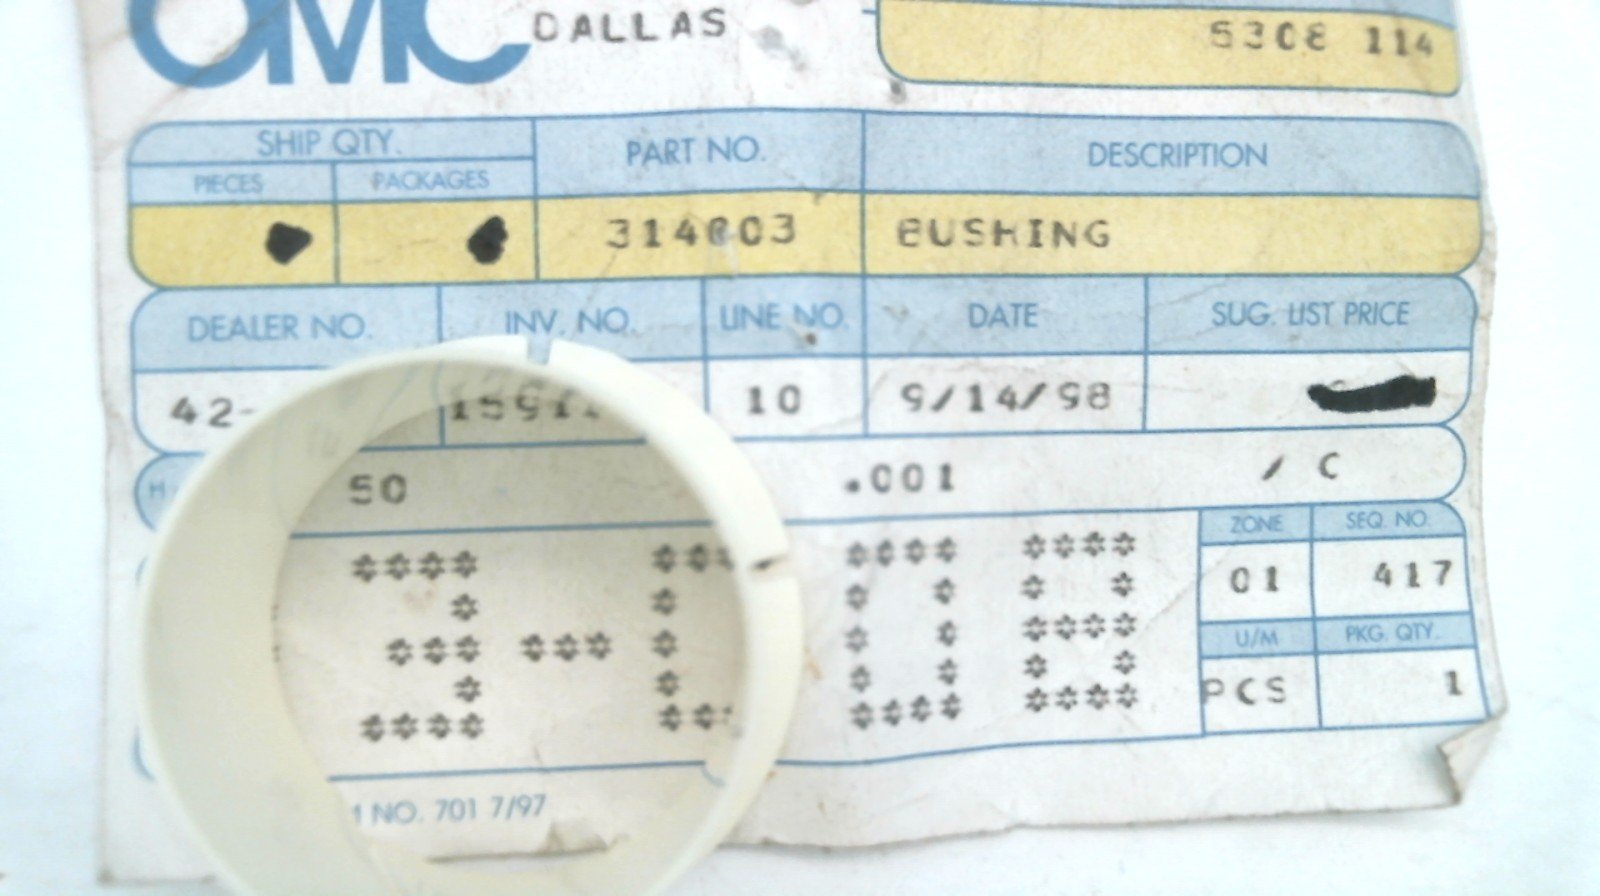 OMC DALLAS
5308 114
SHIP QTY. PART NO. DESCRIPTION
PIECES PACKAGES
314003 BUSHING
DEALER NO. INV. NO. LINE NO. DATE SUG. LIST PRICE
42- 10 9/14/98
50 .001 / C
ZONE SEQ. NO.
01 417
U/M PKG. QTY.
PCS 1
NO. 701 7/97